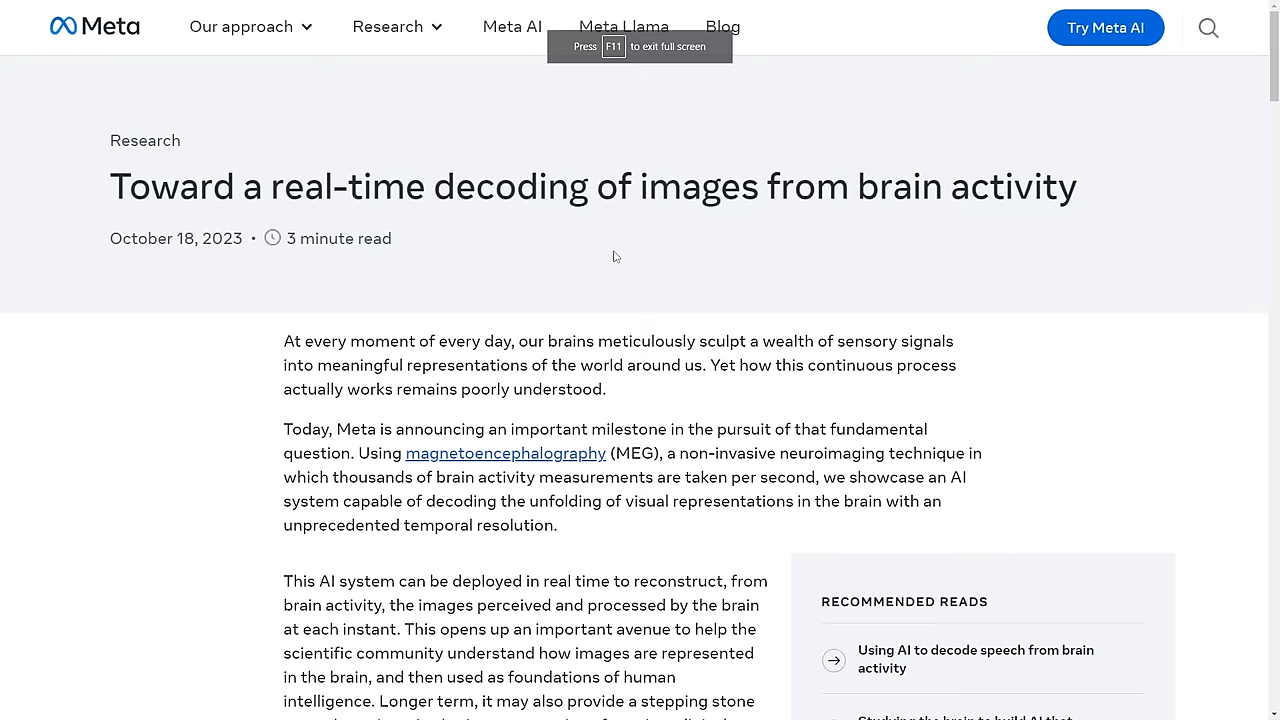 Meta
Our approach
Research
Meta AI
Meta Llama
Blog
Try Meta AI
Press F11 to exit full screen
Research
Toward a real-time decoding of images from brain activity
October 18, 2023 • 3 minute read
At every moment of every day, our brains meticulously sculpt a wealth of sensory signals
into meaningful representations of the world around us. Yet how this continuous process
actually works remains poorly understood.
Today, Meta is announcing an important milestone in the pursuit of that fundamental
question. Using magnetoencephalography (MEG), a non-invasive neuroimaging technique in
which thousands of brain activity measurements are taken per second, we showcase an AI
system capable of decoding the unfolding of visual representations in the brain with an
unprecedented temporal resolution.
This AI system can be deployed in real time to reconstruct, from
brain activity, the images perceived and processed by the brain
at each instant. This opens up an important avenue to help the
scientific community understand how images are represented
in the brain, and then used as foundations of human
intelligence. Longer term, it may also provide a stepping stone
RECOMMENDED READS
Using AI to decode speech from brain
activity
Studying the brain to build AI that